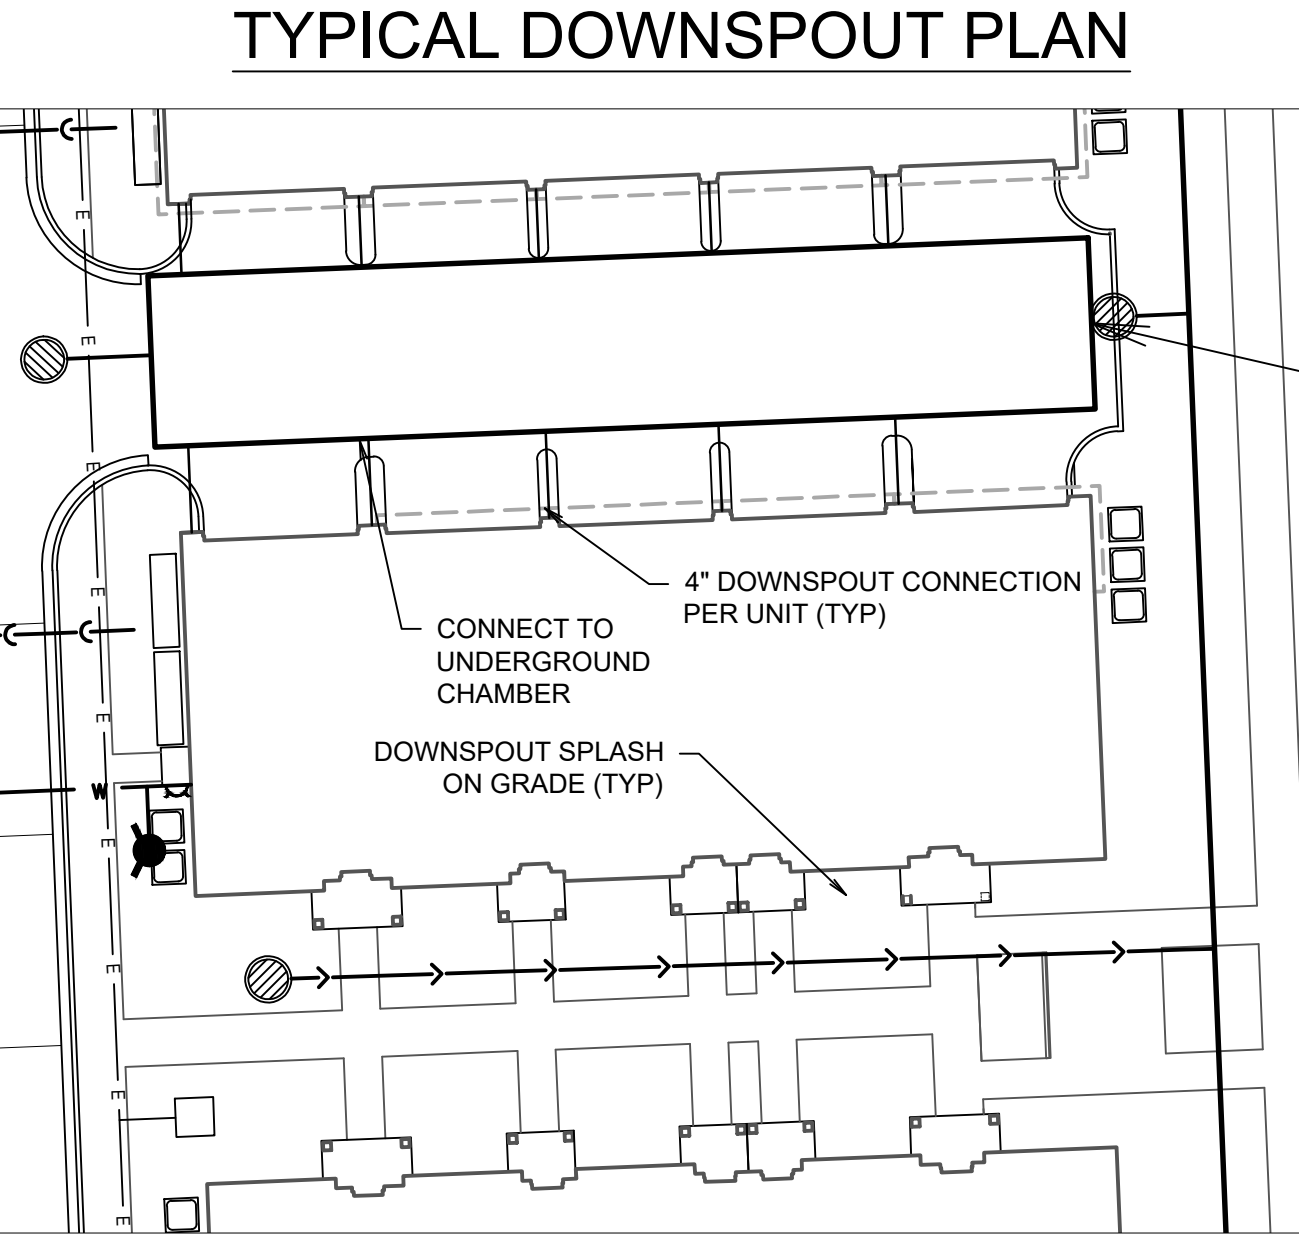 TYPICAL DOWNSPOUT PLAN
E
E
E
E
4" DOWNSPOUT CONNECTION
PER UNIT (TYP)
CONNECT TO
UNDERGROUND
CHAMBER
E
DOWNSPOUT SPLASH
ON GRADE (TYP)
W
E
E
E
E